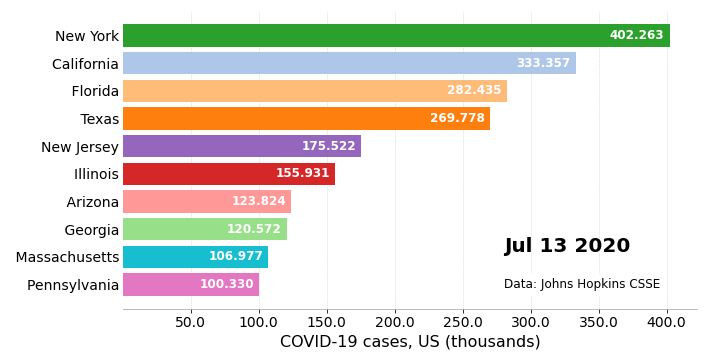 New York 402.263
California 333.357
Florida 282.435
Texas 269.778
New Jersey 175.522
Illinois 155.931
Arizona 123.824
Georgia 120.572
Massachusetts 106.977
Pennsylvania 100.330
Jul 13 2020
Data: Johns Hopkins CSSE
50.0 100.0 150.0 200.0 250.0 300.0 350.0 400.0
COVID-19 cases, US (thousands)